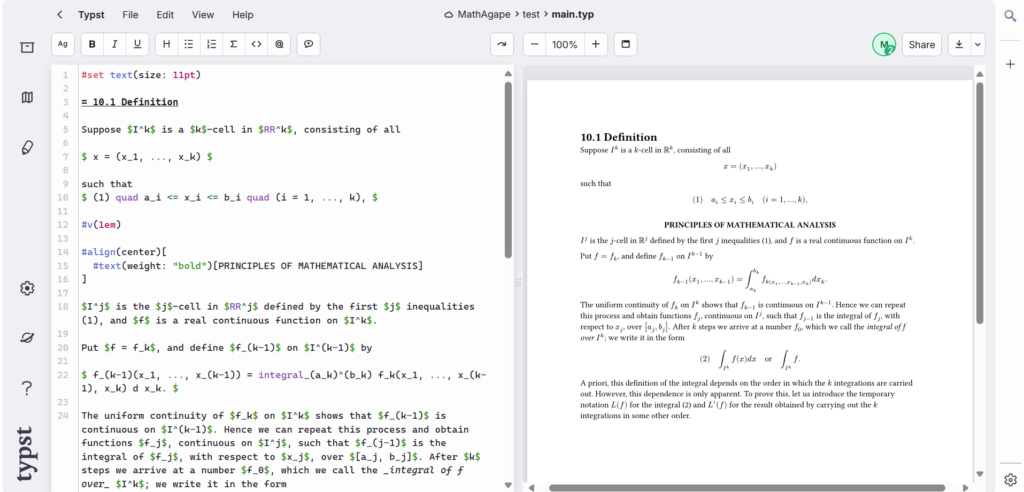 Typst File Edit View Help
MathAgape > test > main.typ
Ag B I U H Σ <> @ 100% M Share
1 #set text(size: 11pt)
2
3 = 10.1 Definition
4
5 Suppose $I^k$ is a $k$-cell in $RR^k$, consisting of all
6
7 $ x = (x_1, ..., x_k) $
8
9 such that
10 $ (1) quad a_i <= x_i <= b_i quad (i = 1, ..., k), $
11
12 #v(1em)
13
14 #align(center)[
15 #text(weight: "bold")[PRINCIPLES OF MATHEMATICAL ANALYSIS]
16 ]
17
18 $I^j$ is the $j$-cell in $RR^j$ defined by the first $j$ inequalities
(1), and $f$ is a real continuous function on $I^k$.
19
20 Put $f = f_k$, and define $f_(k-1)$ on $I^(k-1)$ by
21
22 $ f_(k-1)(x_1, ..., x_(k-1)) = integral_(a_k)^(b_k) f_k(x_1, ..., x_(k-
1), x_k) d x_k. $
23
24 The uniform continuity of $f_k$ on $I^k$ shows that $f_(k-1)$ is
continuous on $I^(k-1)$. Hence we can repeat this process and obtain
functions $f_j$, continuous on $I^j$, such that $f_(j-1)$ is the
integral of $f_j$, with respect to $x_j$, over $[a_j, b_j]$. After $k$
steps we arrive at a number $f_0$, which we call the _integral of f
over_ $I^k$; we write it in the form
typst
10.1 Definition
Suppose I^k is a k-cell in ℝ^k, consisting of all
x = (x_1, ..., x_k)
such that
(1) a_i ≤ x_i ≤ b_i (i = 1, ..., k),
PRINCIPLES OF MATHEMATICAL ANALYSIS
I^j is the j-cell in ℝ^j defined by the first j inequalities (1), and f is a real continuous function on I^k.
Put f = f_k, and define f_{k−1} on I^{k−1} by
f_{k−1}(x_1, ..., x_{k−1}) = ∫_{a_k}^{b_k} f_{k(x_1,...,x_{k−1},x_k)} dx_k.
The uniform continuity of f_k on I^k shows that f_{k−1} is continuous on I^{k−1}. Hence we can repeat
this process and obtain functions f_j, continuous on I^j, such that f_{j−1} is the integral of f_j, with
respect to x_j, over [a_j, b_j]. After k steps we arrive at a number f_0, which we call the integral of f
over I^k; we write it in the form
(2) ∫_{I^k} f(x)dx or ∫_{I^k} f.
A priori, this definition of the integral depends on the order in which the k integrations are carried
out. However, this dependence is only apparent. To prove this, let us introduce the temporary
notation L(f) for the integral (2) and L′(f) for the result obtained by carrying out the k
integrations in some other order.